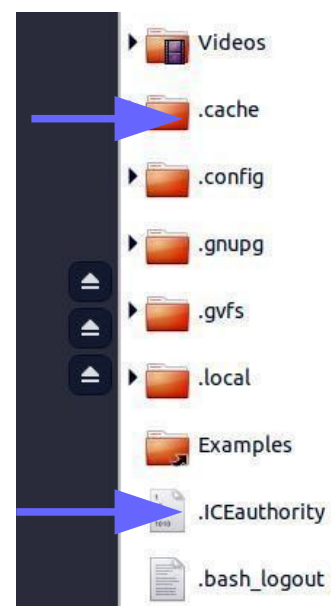 Videos
.cache
.config
.gnupg
.gvfs
.local
Examples
.ICEauthority
.bash_logout